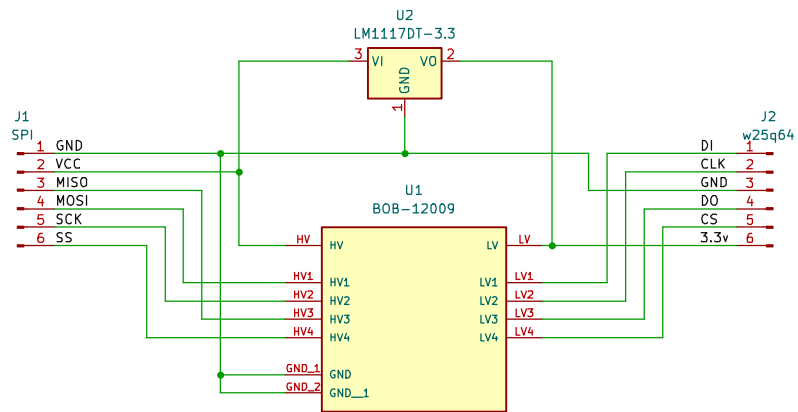 U2
LM1117DT-3.3
3 VI VO 2
GND
1
J1
SPI
1 GND
2 VCC
3 MISO
4 MOSI
5 SCK
6 SS
J2
w25q64
DI 1
CLK 2
GND 3
DO 4
CS 5
3.3v 6
U1
BOB-12009
HV HV LV LV
HV1 HV1 LV1 LV1
HV2 HV2 LV2 LV2
HV3 HV3 LV3 LV3
HV4 HV4 LV4 LV4
GND_1 GND
GND_2 GND__1